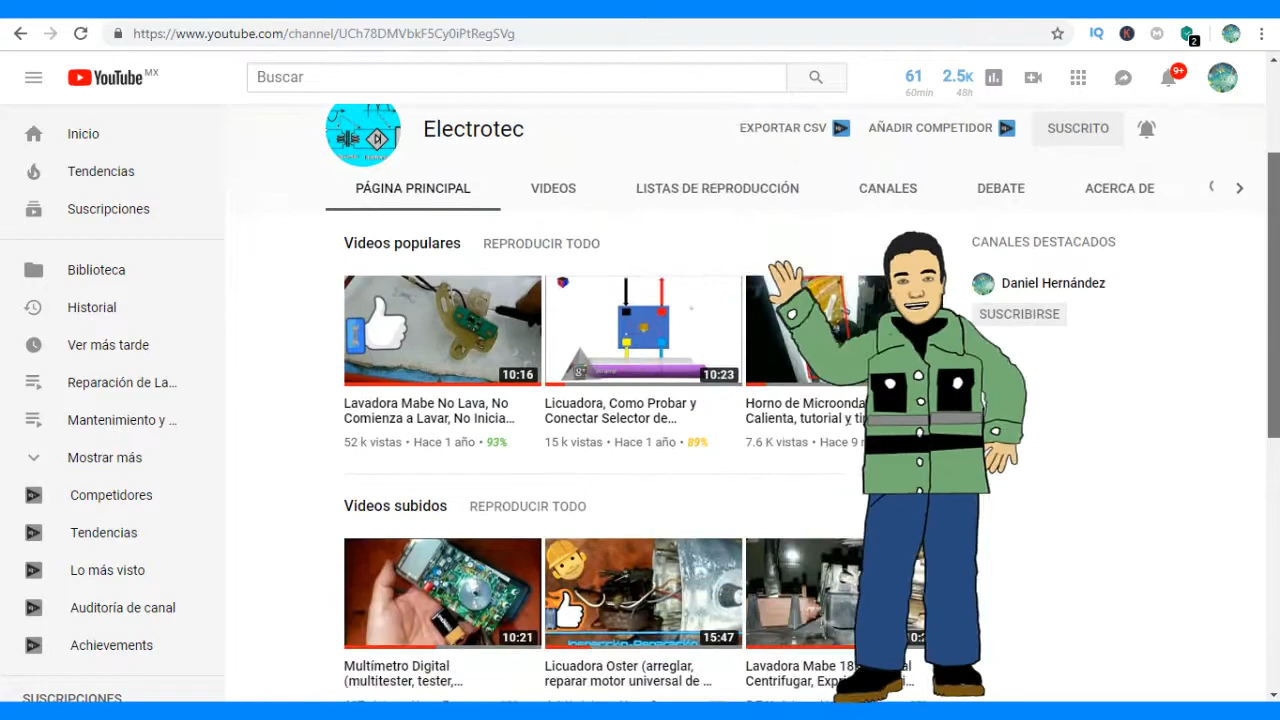 https://www.youtube.com/channel/UCh78DMVbkF5Cy0iPtRegSVg
2
YouTube MX
Buscar
61
60min
2.5K
48h
9+
Inicio
Tendencias
Suscripciones
Biblioteca
Historial
Ver más tarde
Reparación de La...
Mantenimiento y ...
Mostrar más
Competidores
Tendencias
Lo más visto
Auditoría de canal
Achievements
SUSCRIPCIONES
Electrotec
EXPORTAR CSV
AÑADIR COMPETIDOR
SUSCRITO
PÁGINA PRINCIPAL
VIDEOS
LISTAS DE REPRODUCCIÓN
CANALES
DEBATE
ACERCA DE
Videos populares
REPRODUCIR TODO
10:16
Lavadora Mabe No Lava, No
Comienza a Lavar, No Inicia...
52 k vistas • Hace 1 año • 93%
10:23
Licuadora, Como Probar y
Conectar Selector de...
15 k vistas • Hace 1 año • 89%
Horno de Microonda
Calienta, tutorial y ti
7.6 K vistas • Hace 9
CANALES DESTACADOS
Daniel Hernández
SUSCRIBIRSE
Videos subidos
REPRODUCIR TODO
10:21
Multímetro Digital
(multitester, tester,...
15:47
Licuadora Oster (arreglar,
reparar motor universal de ...
Lavadora Mabe 18
Centrifugar, Expri